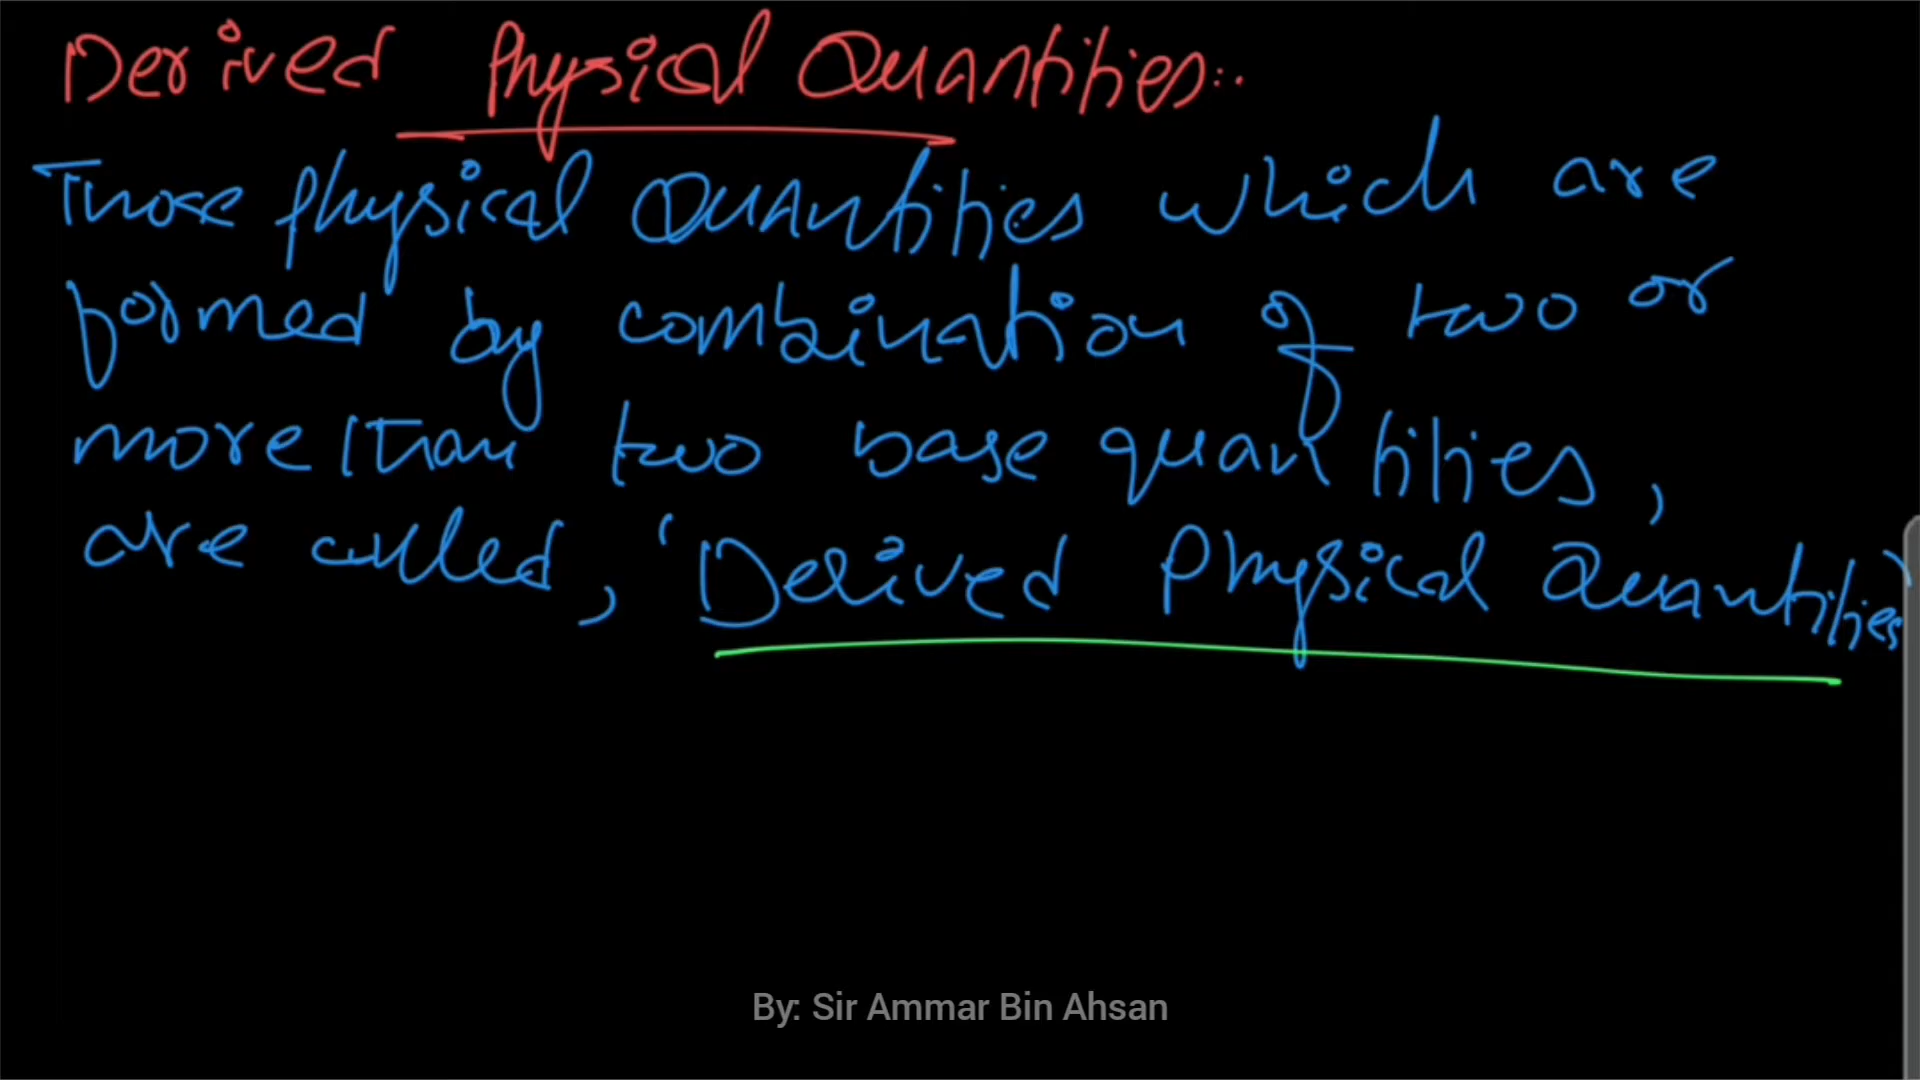 Derived Physical Quantities:.
Those physical Quantities which are
formed by combination of two or
more than two base quantities,
are called, 'Derived Physical Quantities'
By: Sir Ammar Bin Ahsan